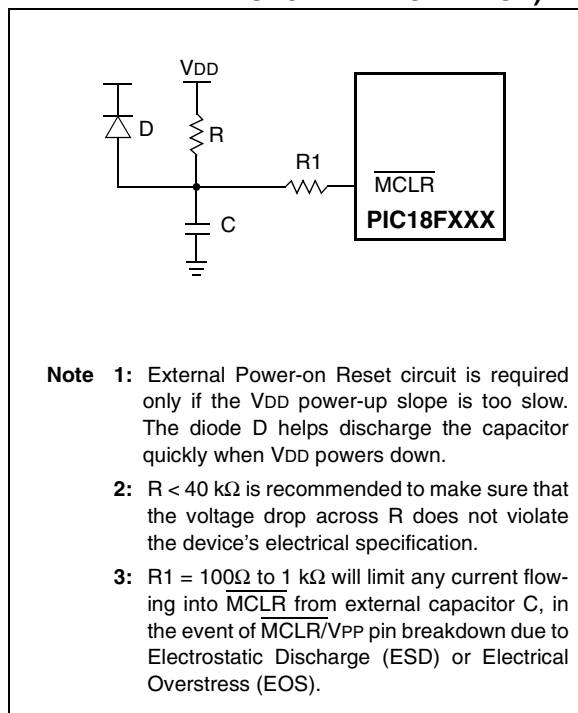 VDD
D
R
R1
MCLR
C
PIC18FXXX
Note 1: External Power-on Reset circuit is required
only if the VDD power-up slope is too slow.
The diode D helps discharge the capacitor
quickly when VDD powers down.
2: R < 40 kΩ is recommended to make sure that
the voltage drop across R does not violate
the device's electrical specification.
3: R1 = 100Ω to 1 kΩ will limit any current flow-
ing into MCLR from external capacitor C, in
the event of MCLR/VPP pin breakdown due to
Electrostatic Discharge (ESD) or Electrical
Overstress (EOS).